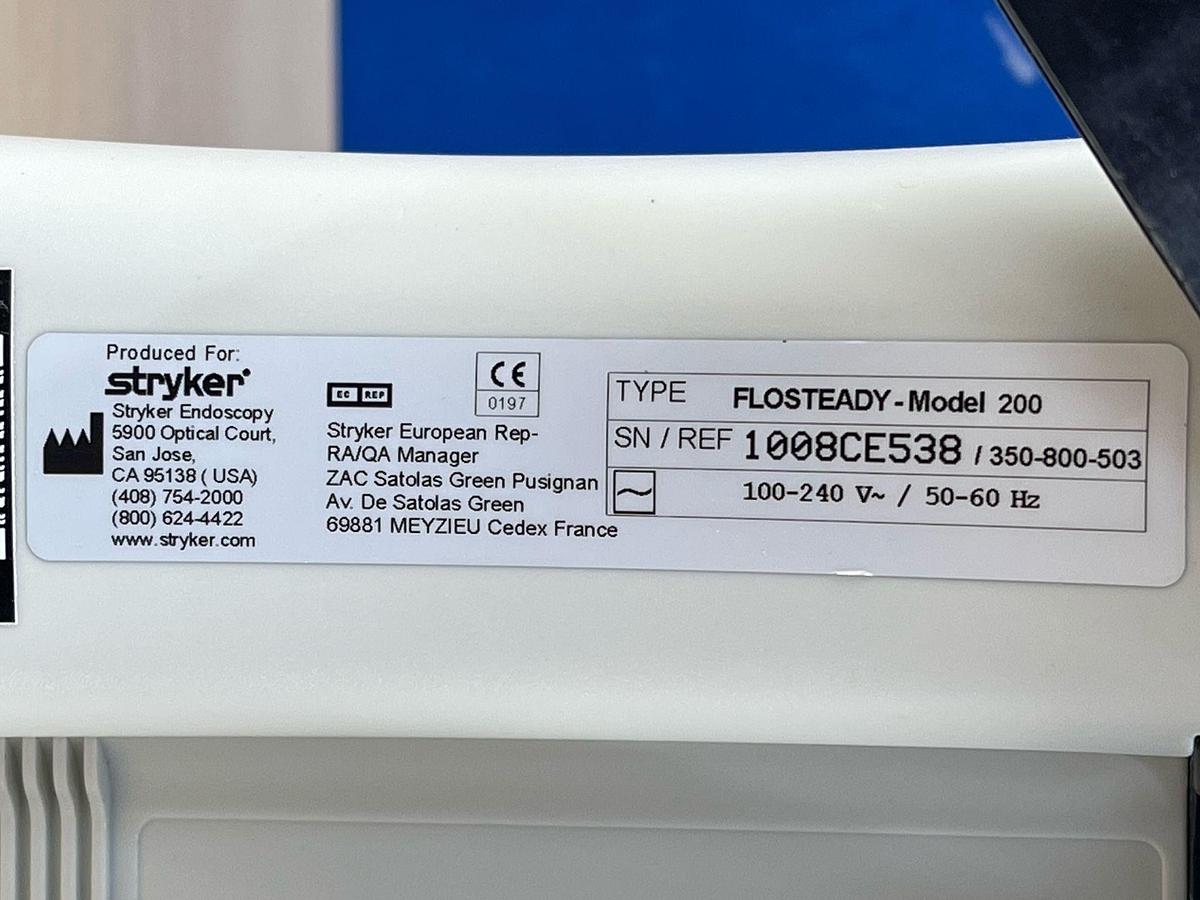 Produced For:
stryker
Stryker Endoscopy
5900 Optical Court,
San Jose,
CA 95138 ( USA)
(408) 754-2000
(800) 624-4422
www.stryker.com
EC REP
CE
0197
Stryker European Rep-
RA/QA Manager
ZAC Satolas Green Pusignan
Av. De Satolas Green
69881 MEYZIEU Cedex France
TYPE FLOSTEADY-Model 200
SN / REF 1008CE538 / 350-800-503
100-240 V~ / 50-60 Hz